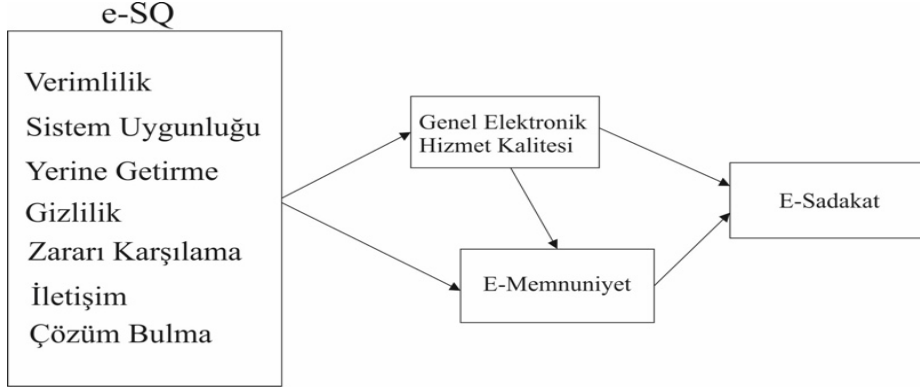 e-SQ
Verimlilik
Sistem Uygunluğu
Yerine Getirme
Gizlilik
Zararı Karşılama
İletişim
Çözüm Bulma
Genel Elektronik
Hizmet Kalitesi
E-Memnuniyet
E-Sadakat